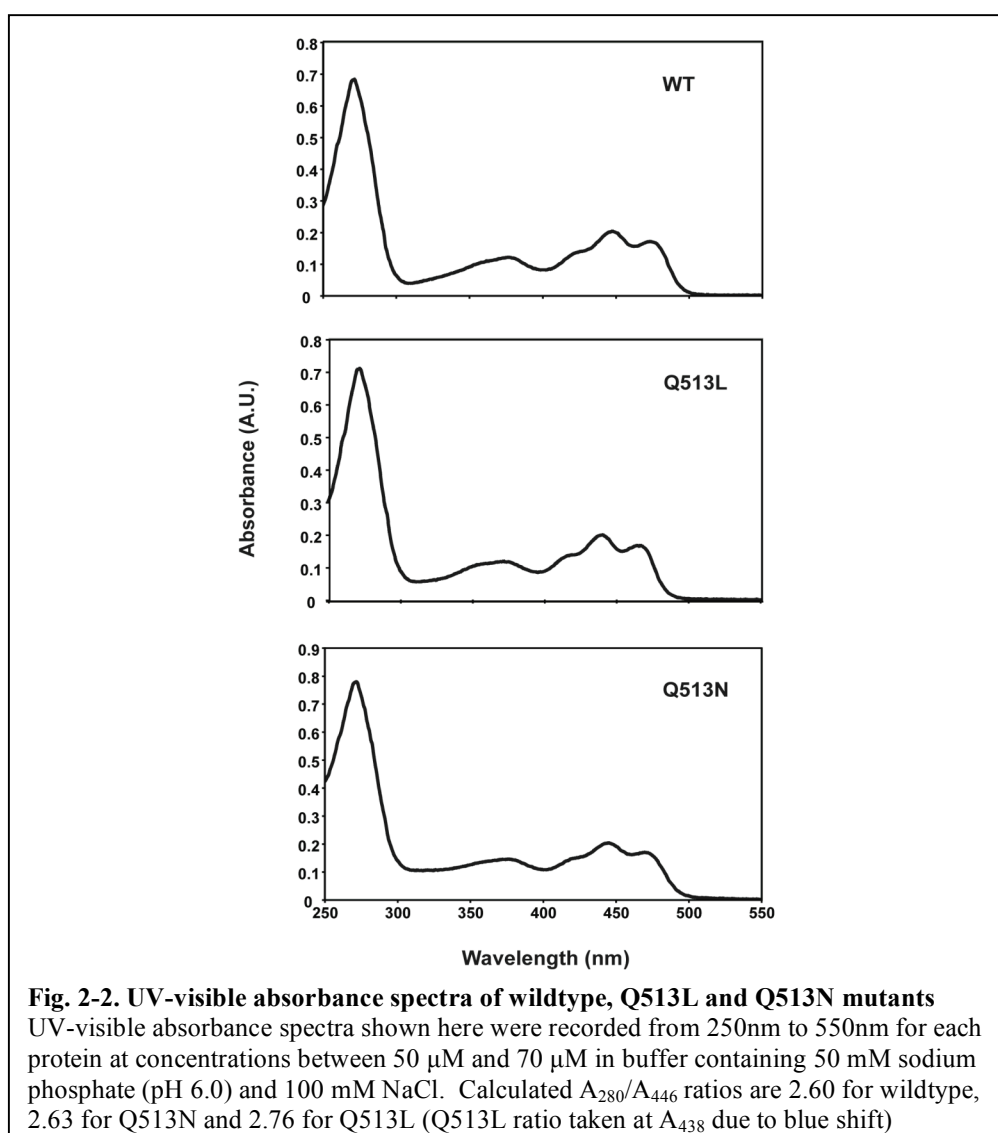 0.8
0.7
0.6
0.5
0.4
0.3
0.2
0.1
0
WT
0.8
0.7
0.6
0.5
0.4
0.3
0.2
0.1
0
Q513L
Absorbance (A.U.)
0.9
0.8
0.7
0.6
0.5
0.4
0.3
0.2
0.1
0
Q513N
250 300 350 400 450 500 550
Wavelength (nm)
Fig. 2-2. UV-visible absorbance spectra of wildtype, Q513L and Q513N mutants
UV-visible absorbance spectra shown here were recorded from 250nm to 550nm for each
protein at concentrations between 50 μM and 70 μM in buffer containing 50 mM sodium
phosphate (pH 6.0) and 100 mM NaCl. Calculated A₂₈₀/A₄₄₆ ratios are 2.60 for wildtype,
2.63 for Q513N and 2.76 for Q513L (Q513L ratio taken at A₄₃₈ due to blue shift)